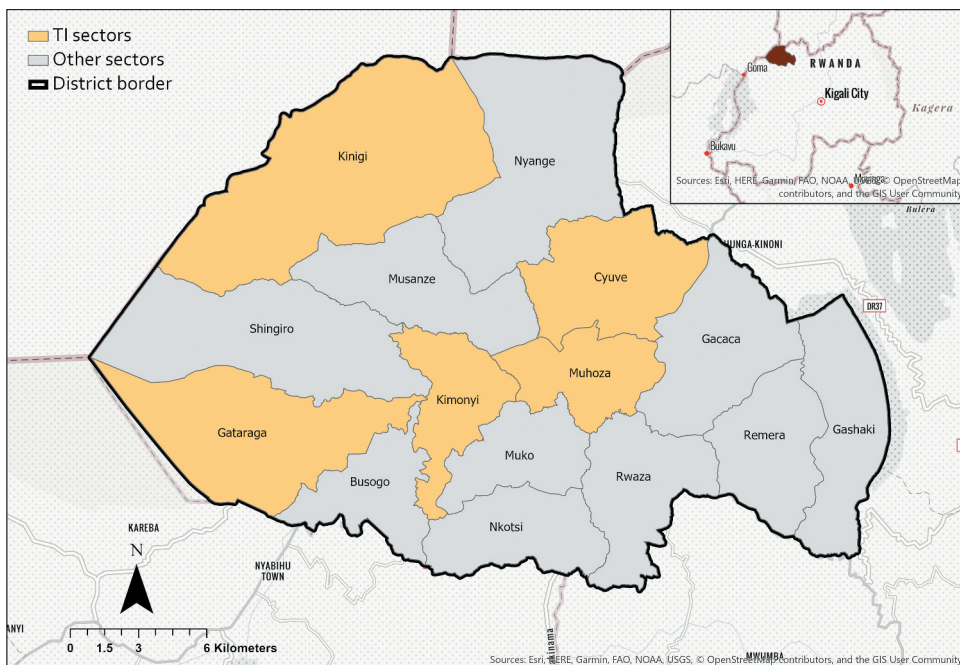 TI sectors
Other sectors
District border
Goma
RWANDA
Kigali City
Kagera
Bukavu
Sources: Esri, HERE, Garmin, FAO, NOAA, USGS, © OpenStreetMap
contributors, and the GIS User Community
Bulera
Kinigi
Nyange
UNGA-KINONI
Musanze
Cyuve
DR37
Shingiro
Gacaca
Muhoza
Kimonyi
Gataraga
Remera
Gashaki
Muko
Busogo
Rwaza
Nkotsi
KAREBA
N
NYABIHU
TOWN
ANYI
0 1.5 3 6 Kilometers
kinama
MWUMBA
Sources: Esri, HERE, Garmin, FAO, NOAA, USGS, © OpenStreetMap contributors, and the GIS User Community